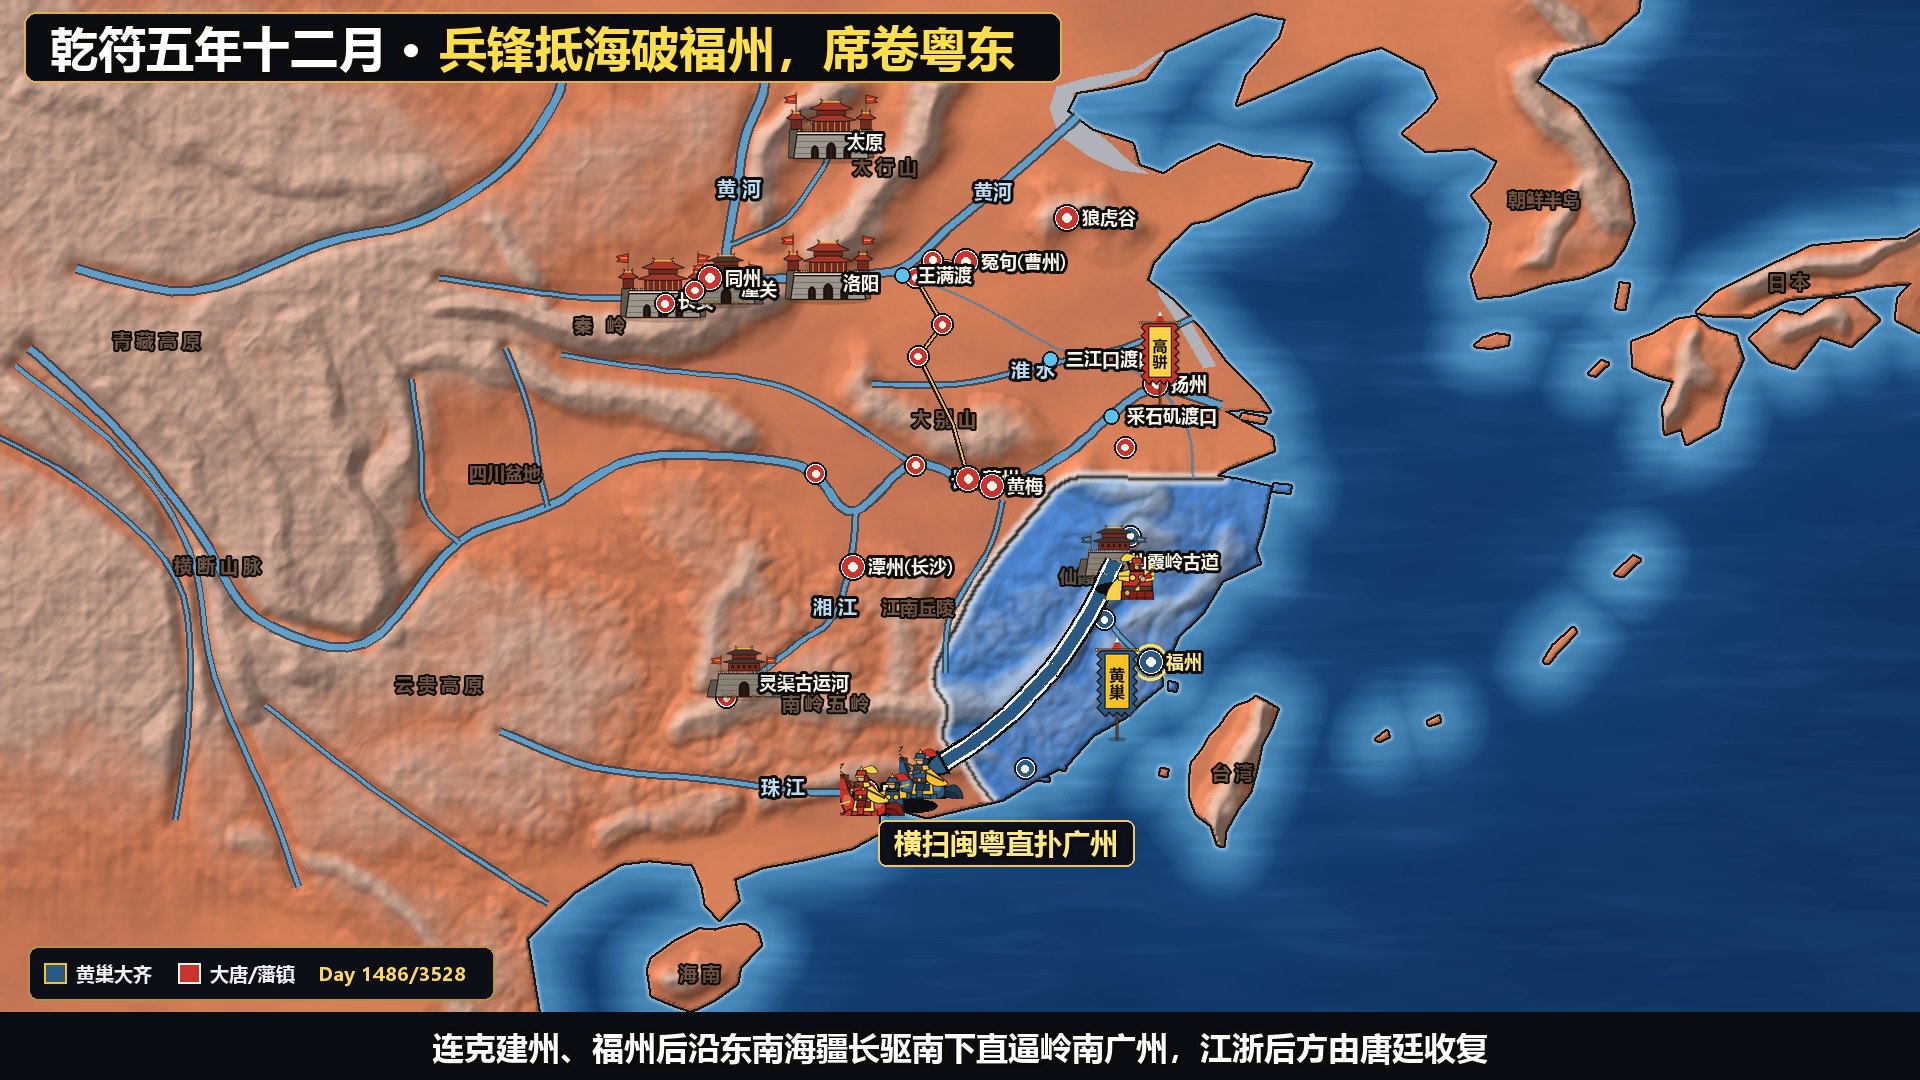 乾符五年十二月 · 兵锋抵海破福州，席卷粤东
太原
太行山
黄河
黄河
狼虎谷
朝鲜半岛
冤句(曹州)
王满渡
同州
潼关
洛阳
日本
秦 岭
青藏高原
高骈
三江口渡
淮水
扬州
采石矶渡口
大别山
四川盆地
黄梅
横断山脉
潭州(长沙)
仙霞岭古道
湘江
江南丘陵
福州
黄巢
云贵高原
灵渠古运河
南岭五岭
台湾
珠江
横扫闽粤直扑广州
海南
黄巢大齐
大唐/藩镇
Day 1486/3528
连克建州、福州后沿东南海疆长驱南下直逼岭南广州，江浙后方由唐廷收复